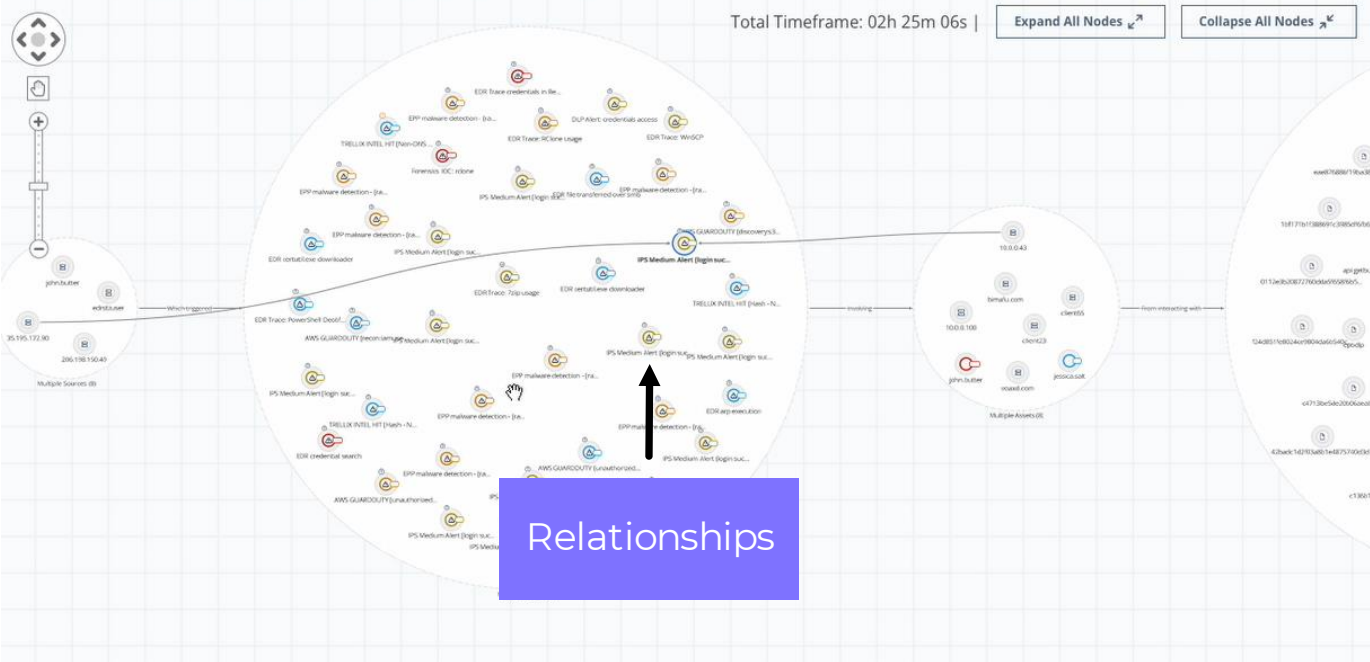 Total Timeframe: 02h 25m 06s |
Expand All Nodes
Collapse All Nodes
EDR Trace credentials in Re...
EPP malware detection - [ra...
DLP Alert: credentials access
EDR Trace: RClone usage
EDR Trace: WinSCP
TRELLIX INTEL HIT [Non-DNS ...
Forensics IOC: rclone
EPP malware detection - [ra...
IPS Medium Alert [login suc...
EDR file transferred over smb
EPP malware detection - [ra...
EPP malware detection - [ra...
IPS Medium Alert [login suc...
AWS GUARDDUTY [discovery:s3...
EDR certutil.exe downloader
IPS Medium Alert [login suc...
10.0.0.43
john.butter
EDR Trace: 7zip usage
EDR certutil.exe downloader
TRELLIX INTEL HIT [Hash - N...
himafu.com
client55
Which triggered
Involving
From interacting with
EDR Trace: PowerShell Deobf...
35.195.172.90
AWS GUARDDUTY [recon:iamuse...
IPS Medium Alert [login suc...
10.0.0.100
client23
206.198.150.40
IPS Medium Alert [login suc...
IPS Medium Alert [login suc...
EPP malware detection - [ra...
john.butter
voaxd.com
jessica.salt
Multiple Sources (8)
IPS Medium Alert [login suc...
EPP malware detection - [ra...
EDR arp execution
Multiple Assets (8)
TRELLIX INTEL HIT [Hash - N...
EPP malware detection - [ra...
EDR credential search
IPS Medium Alert [login suc...
EPP malware detection - [ra...
AWS GUARDDUTY [unauthorized...
AWS GUARDDUTY [unauthorized...
IPS Medium Alert [login suc...
IPS Mediu
Relationships